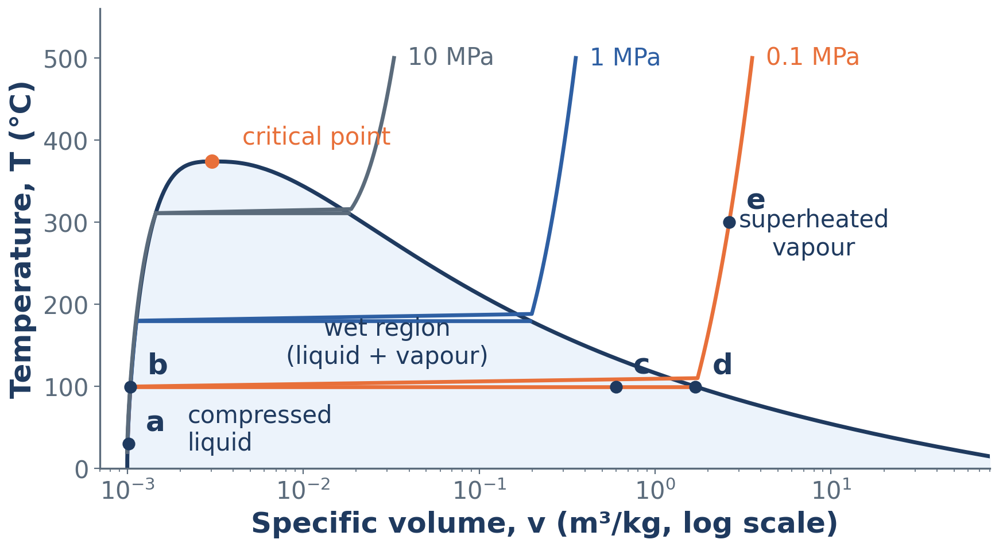 10 MPa
1 MPa
0.1 MPa
critical point
e
superheated
vapour
wet region
(liquid + vapour)
b
c
d
a
compressed
liquid
Temperature, T (°C)
500
400
300
200
100
0
10⁻³
10⁻²
10⁻¹
10⁰
10¹
Specific volume, v (m³/kg, log scale)